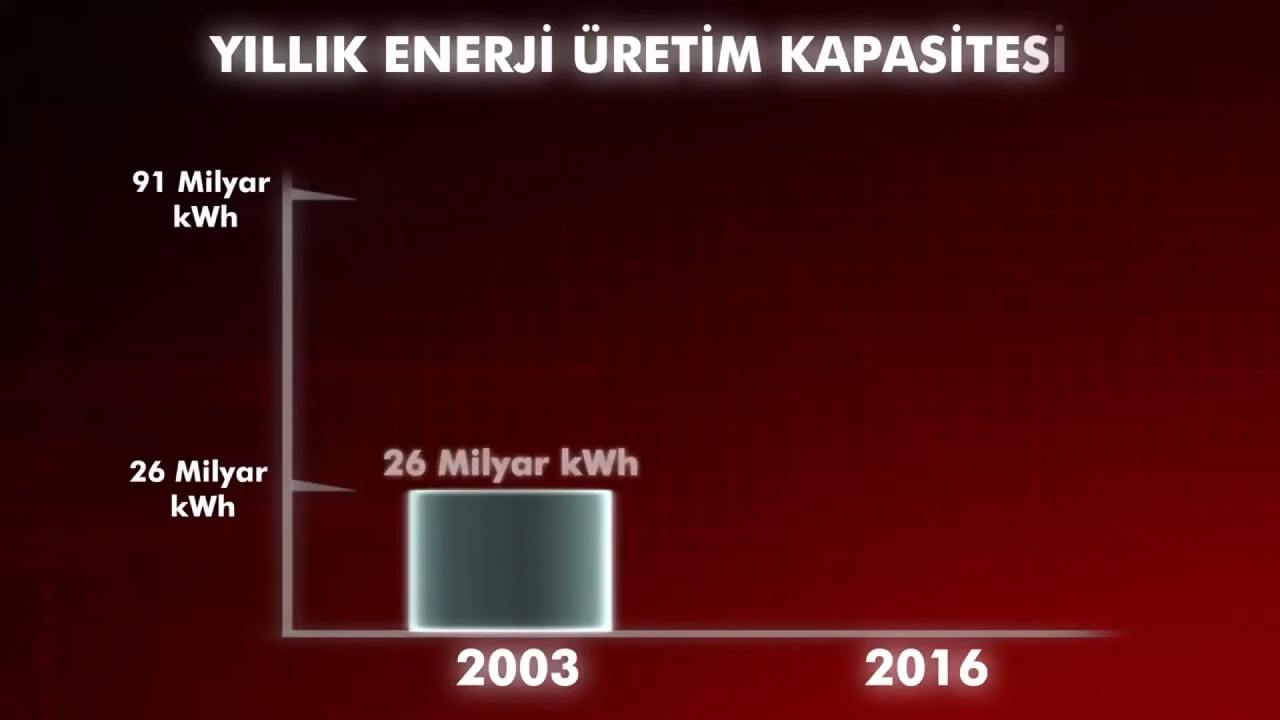 YILLIK ENERJİ ÜRETİM KAPASİTESİ
91 Milyar
kWh
26 Milyar kWh
26 Milyar
kWh
2003
2016